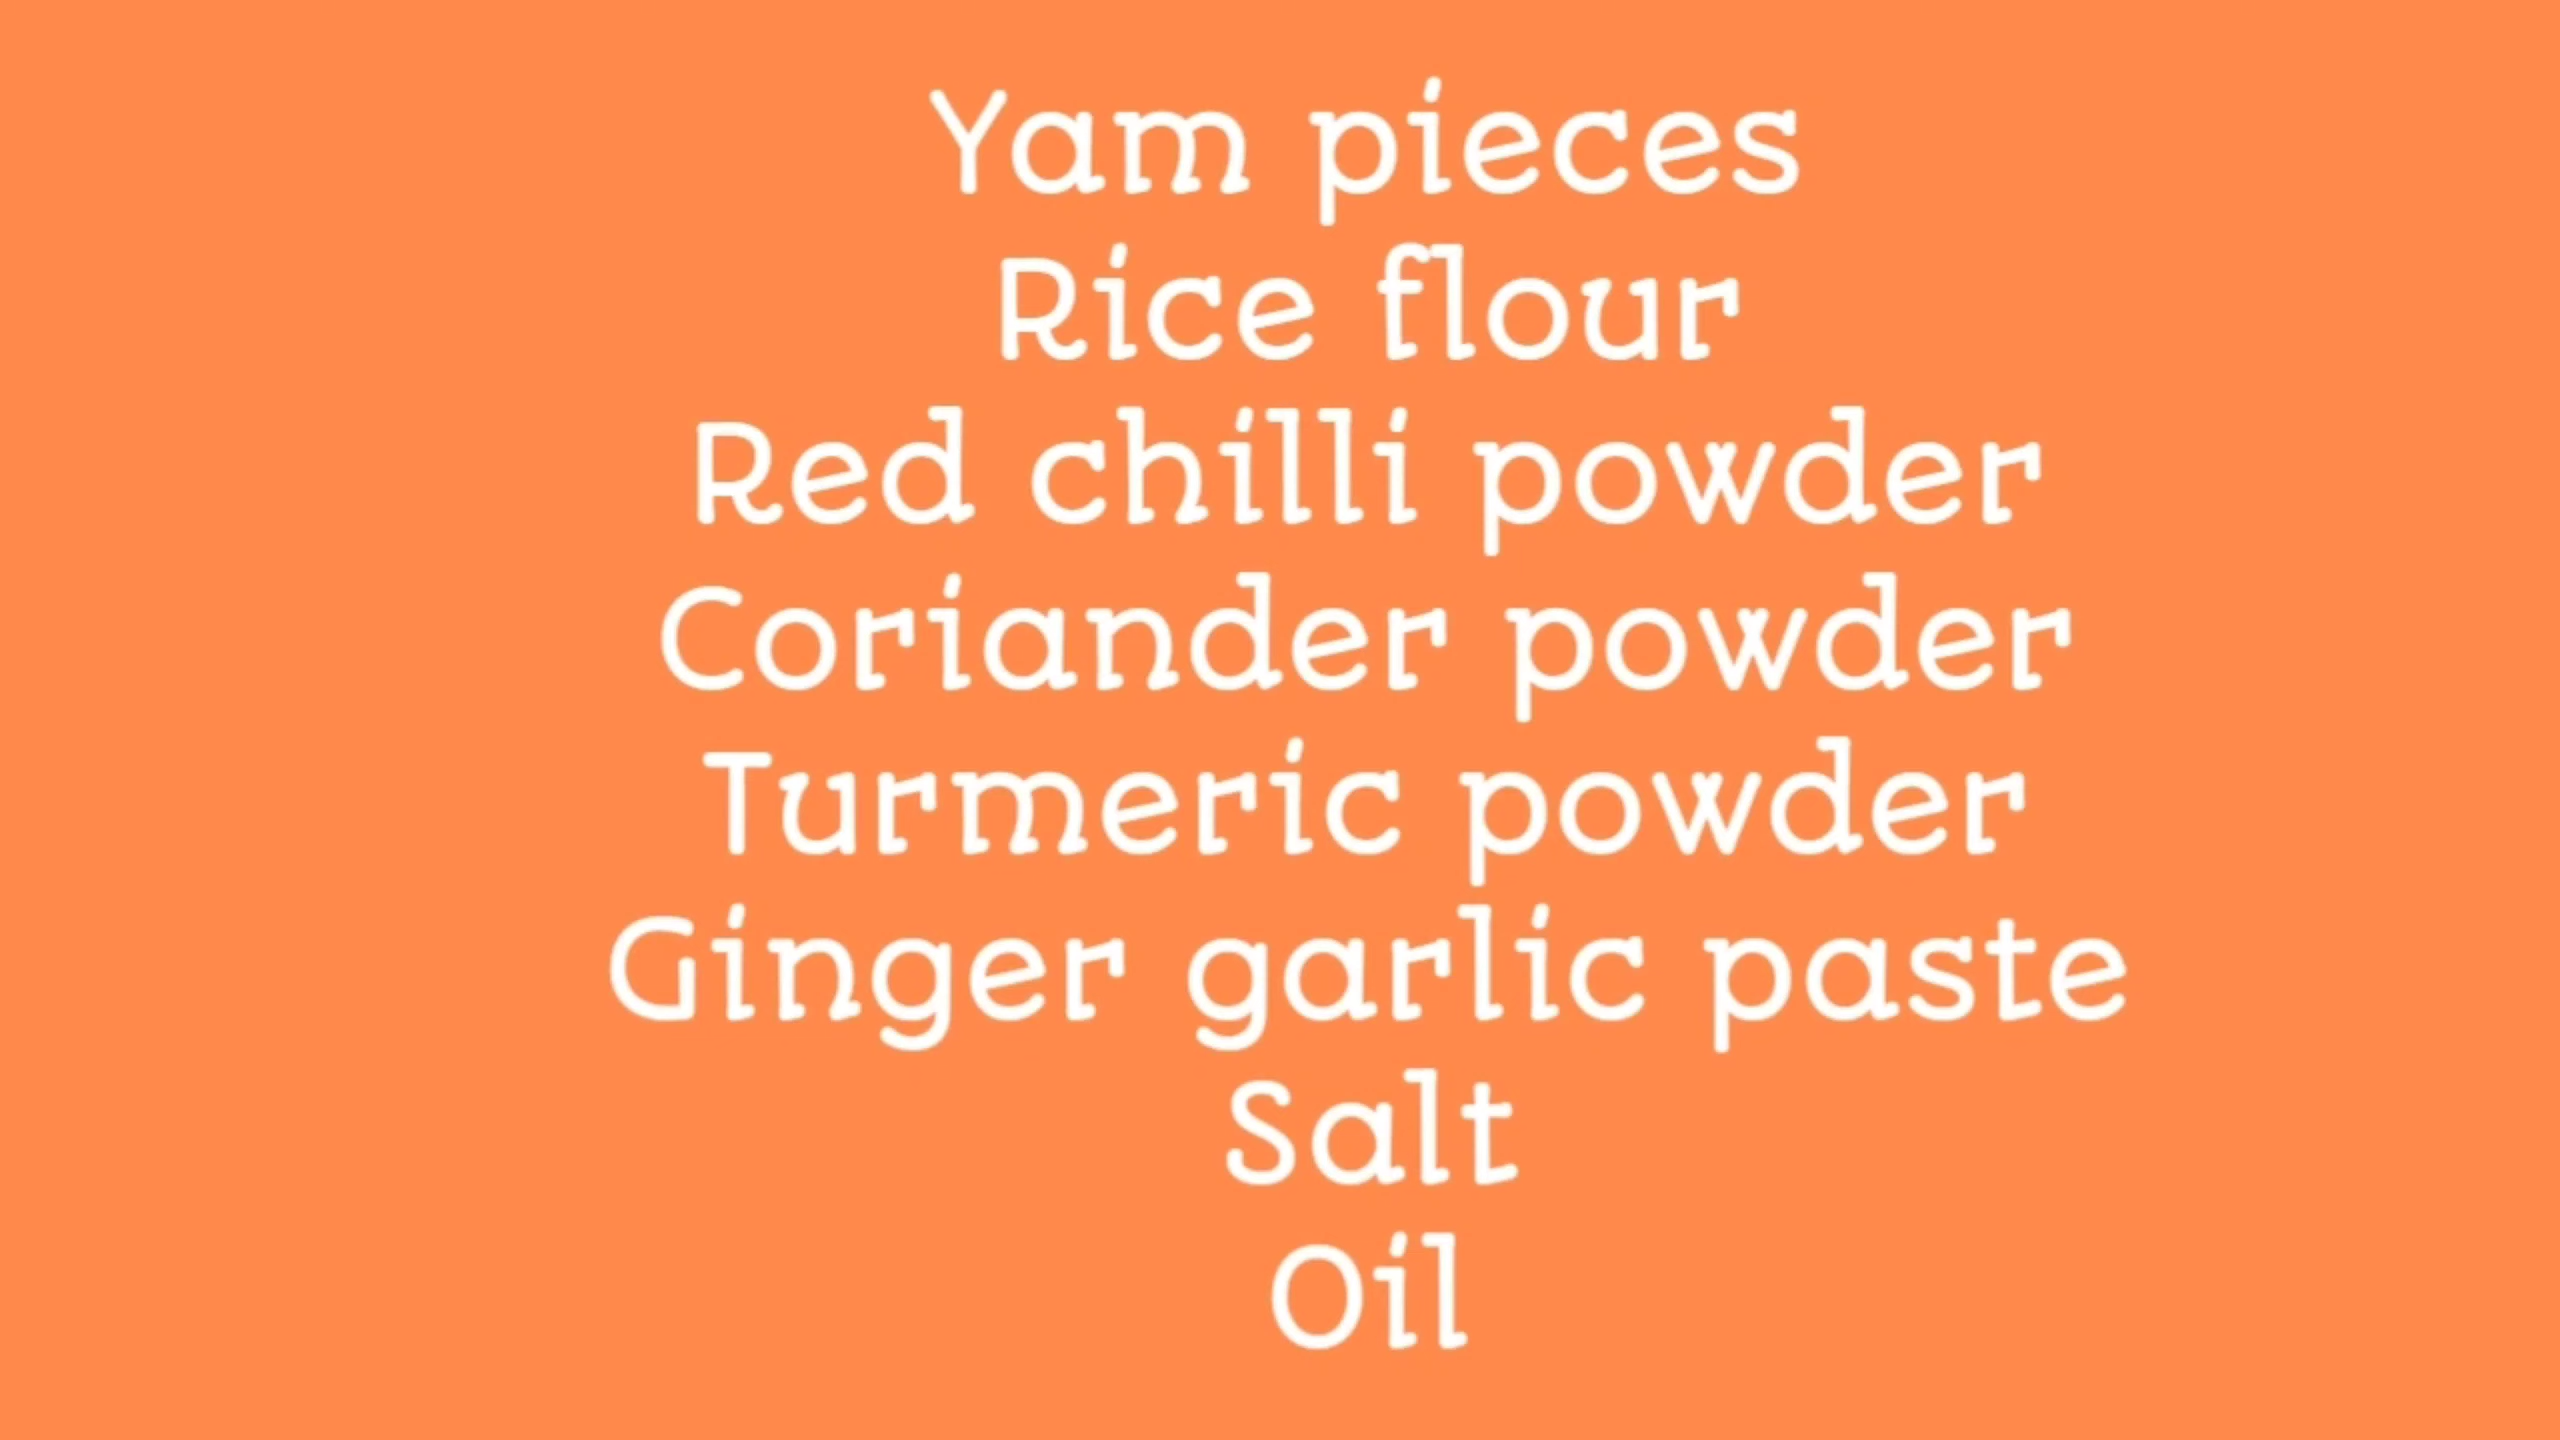 Yam pieces
Rice flour
Red chilli powder
Coriander powder
Turmeric powder
Ginger garlic paste
Salt
Oil